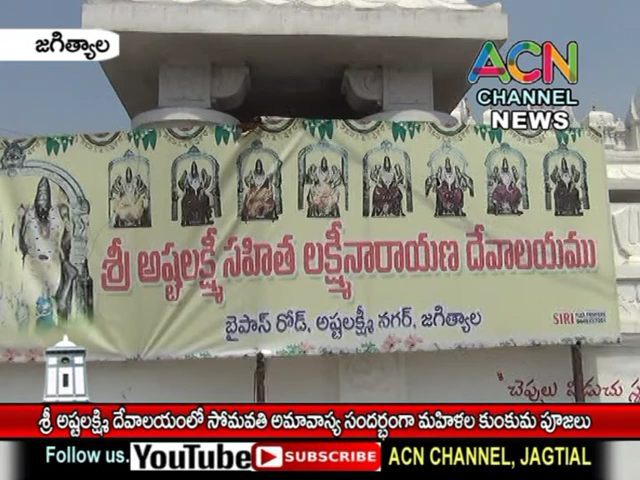 జగిత్యాల
ACN
CHANNEL
NEWS
శ్రీ అష్టలక్ష్మీ సహిత లక్ష్మీనారాయణ దేవాలయము
బైపాస్ రోడ్, అష్టలక్ష్మీ నగర్, జగిత్యాల
SIRI
చెప్పులు
శ్రీ అష్టలక్ష్మి దేవాలయంలో సోమవతి అమావాస్య సందర్భంగా మహిళల కుంకుమ పూజలు
Follow us. YouTube SUBSCRIBE ACN CHANNEL, JAGTIAL